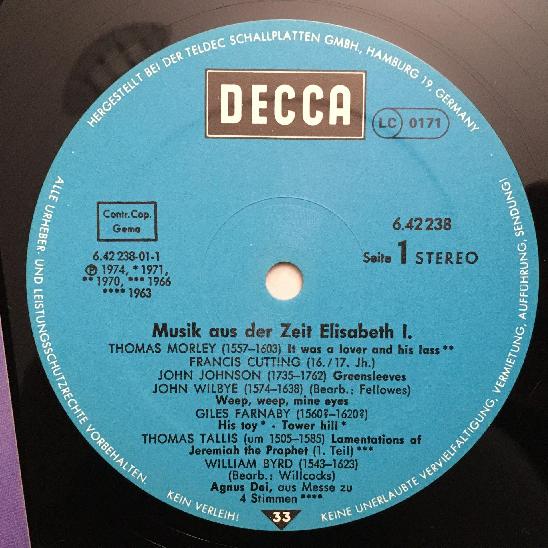 HERGESTELLT BEI DER TELDEC SCHALLPLATTEN GMBH, HAMBURG 19, GERMANY
DECCA
LC 0171
Contr. Cop.
Gema
6.42 238-01-1
℗ 1974, * 1971,
** 1970, *** 1966
**** 1963
6.42 238
Seite 1 STEREO
Musik aus der Zeit Elisabeth I.
THOMAS MORLEY (1557–1603) It was a lover and his lass **
FRANCIS CUTTING (16./17. Jh.)
JOHN JOHNSON (1735–1762) Greensleeves
JOHN WILBYE (1574–1638) (Bearb.: Fellowes)
Weep, weep, mine eyes
GILES FARNABY (1560?–1620?)
His toy * - Tower hill *
THOMAS TALLIS (um 1505–1585) Lamentations of
Jeremiah the Prophet (1. Teil) ***
WILLIAM BYRD (1543–1623)
(Bearb.: Willcocks)
Agnus Dei, aus Messe zu
4 Stimmen ****
33
ALLE URHEBER- UND LEISTUNGSSCHUTZRECHTE VORBEHALTEN.
KEIN VERLEIH!
KEINE UNERLAUBTE VERVIELFÄLTIGUNG, VERMIETUNG, AUFFÜHRUNG, SENDUNG!